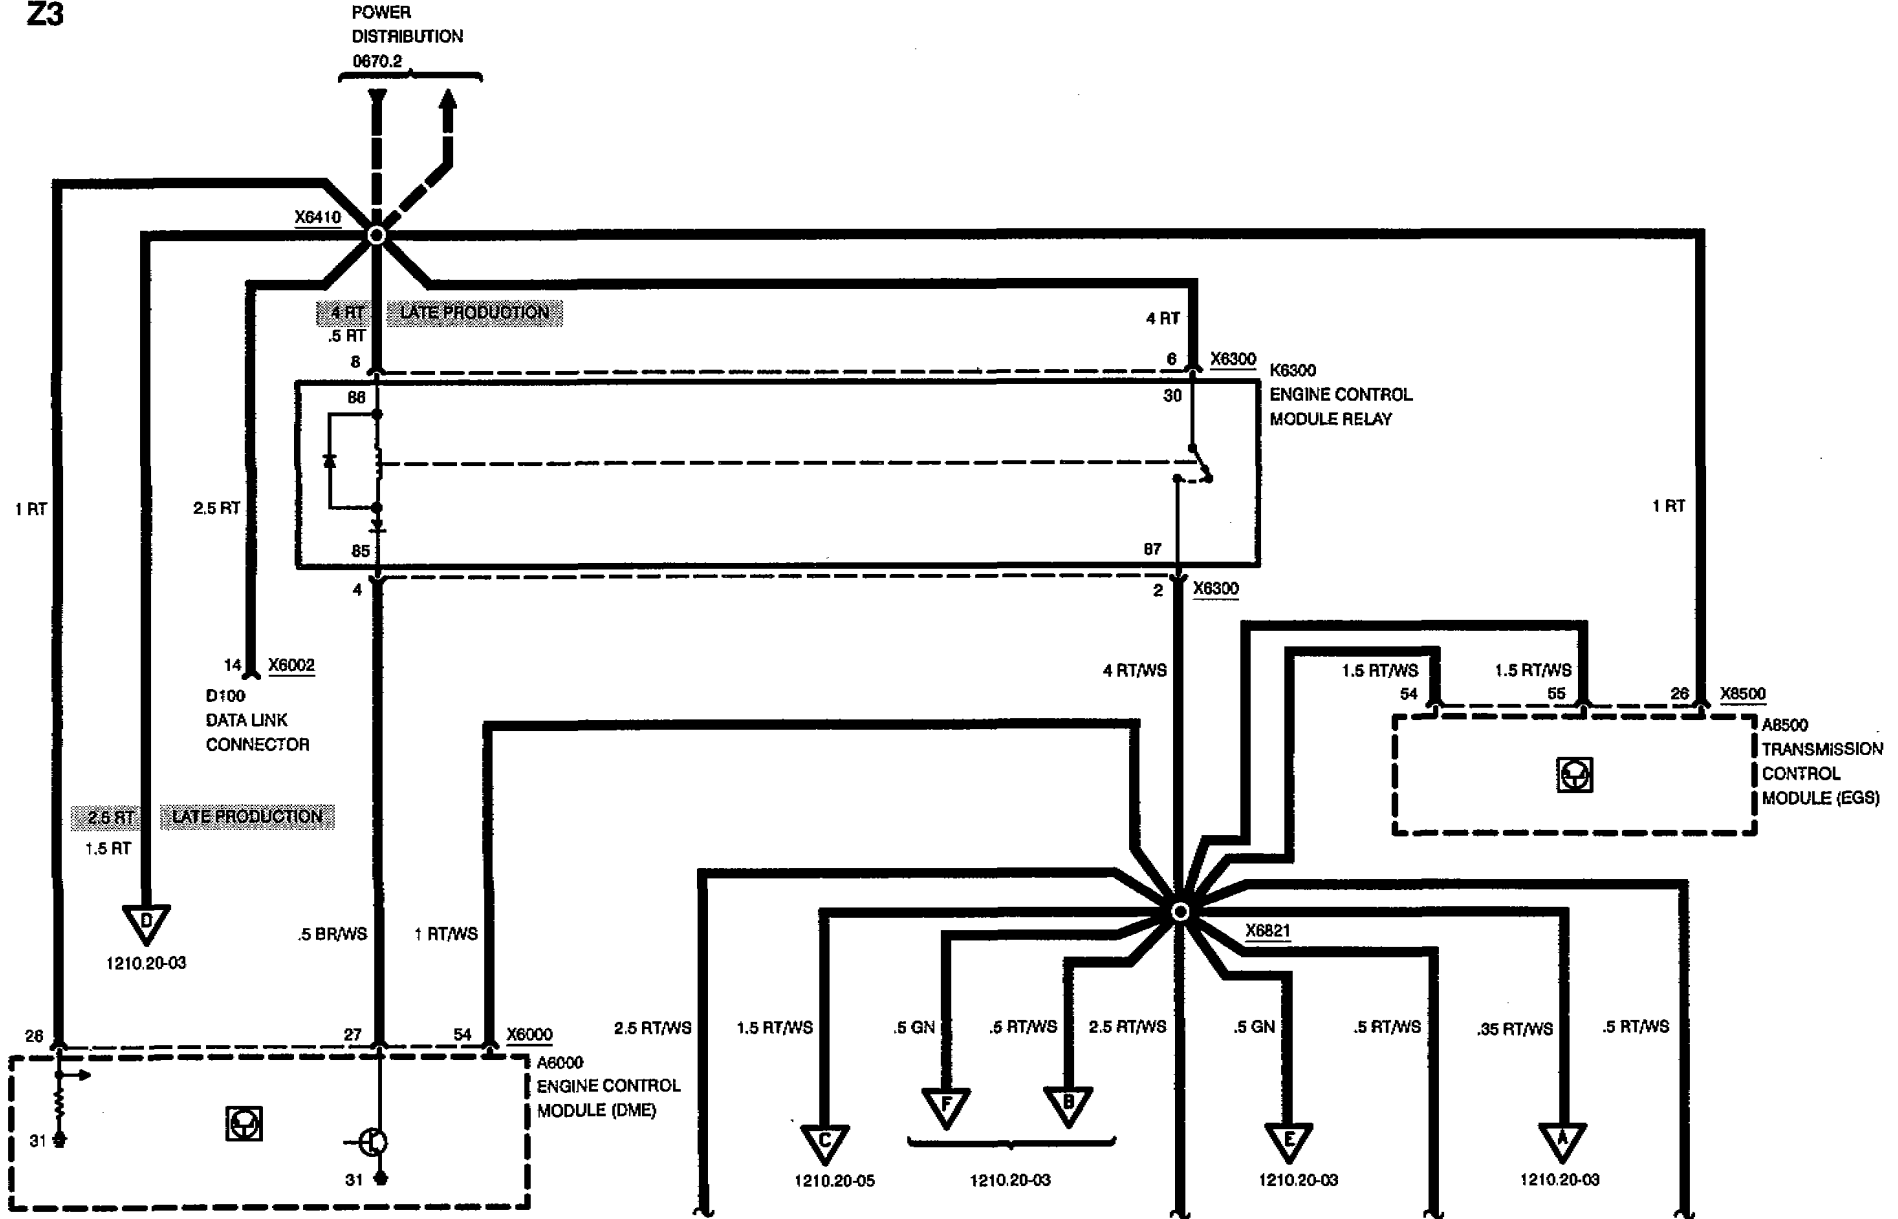 Z3
POWER
DISTRIBUTION
0670.2
X6410
4 RT LATE PRODUCTION
.5 RT
4 RT
8
6
X6300
K6300
ENGINE CONTROL
MODULE RELAY
86
30
1 RT
2.5 RT
1 RT
85
87
4
2
X6300
14
X6002
D100
DATA LINK
CONNECTOR
4 RT/WS
1.5 RT/WS
1.5 RT/WS
54
55
26
X8500
A8500
TRANSMISSION
CONTROL
MODULE (EGS)
2.5 RT LATE PRODUCTION
1.5 RT
D
1210.20-03
.5 BR/WS
1 RT/WS
X6821
26
27
54
X6000
A6000
ENGINE CONTROL
MODULE (DME)
31
31
2.5 RT/WS
1.5 RT/WS
.5 GN
.5 RT/WS
2.5 RT/WS
.5 GN
.5 RT/WS
.35 RT/WS
.5 RT/WS
F
B
C
E
A
1210.20-05
1210.20-03
1210.20-03
1210.20-03